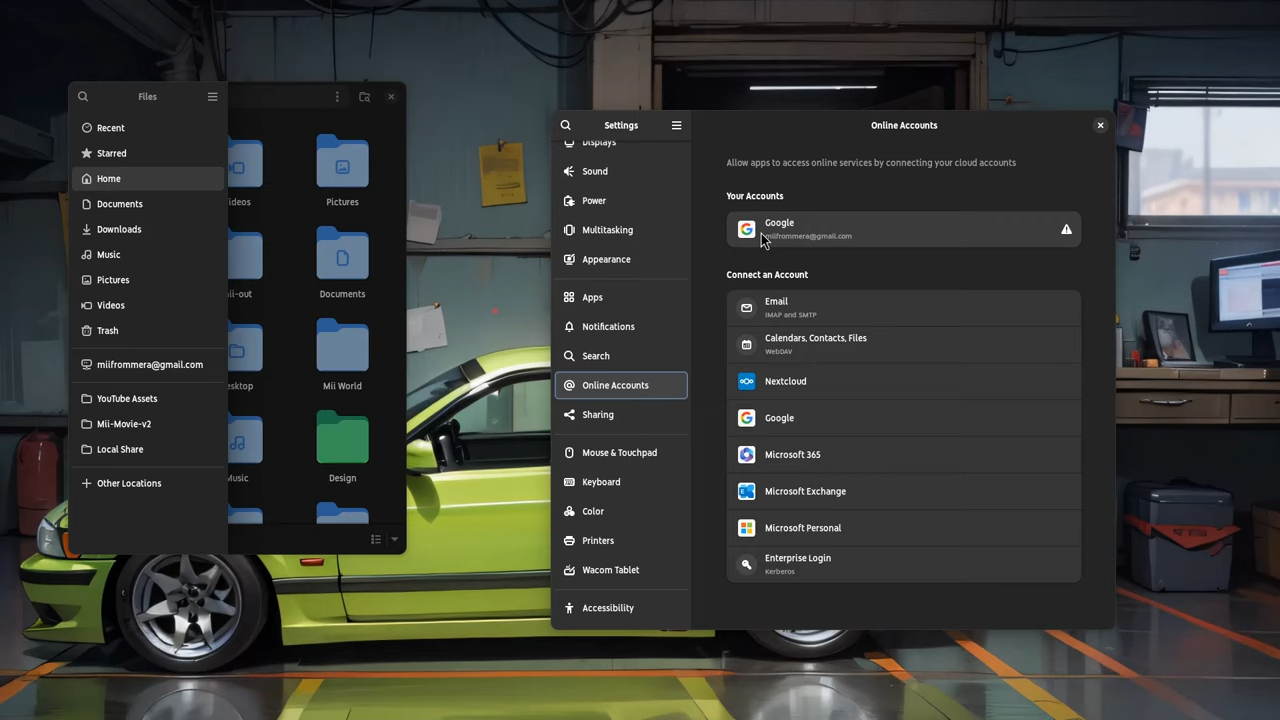 Files
Recent
Starred
Home
Documents
Downloads
Music
Pictures
Videos
Trash
miifrommera@gmail.com
YouTube Assets
Mii-Movie-v2
Local Share
Other Locations
ideos
Pictures
ii-out
Documents
esktop
Mii World
Music
Design
Settings
Displays
Sound
Power
Multitasking
Appearance
Apps
Notifications
Search
Online Accounts
Sharing
Mouse & Touchpad
Keyboard
Color
Printers
Wacom Tablet
Accessibility
Online Accounts
Allow apps to access online services by connecting your cloud accounts
Your Accounts
Google
miifrommera@gmail.com
Connect an Account
Email
IMAP and SMTP
Calendars, Contacts, Files
WebDAV
Nextcloud
Google
Microsoft 365
Microsoft Exchange
Microsoft Personal
Enterprise Login
Kerberos